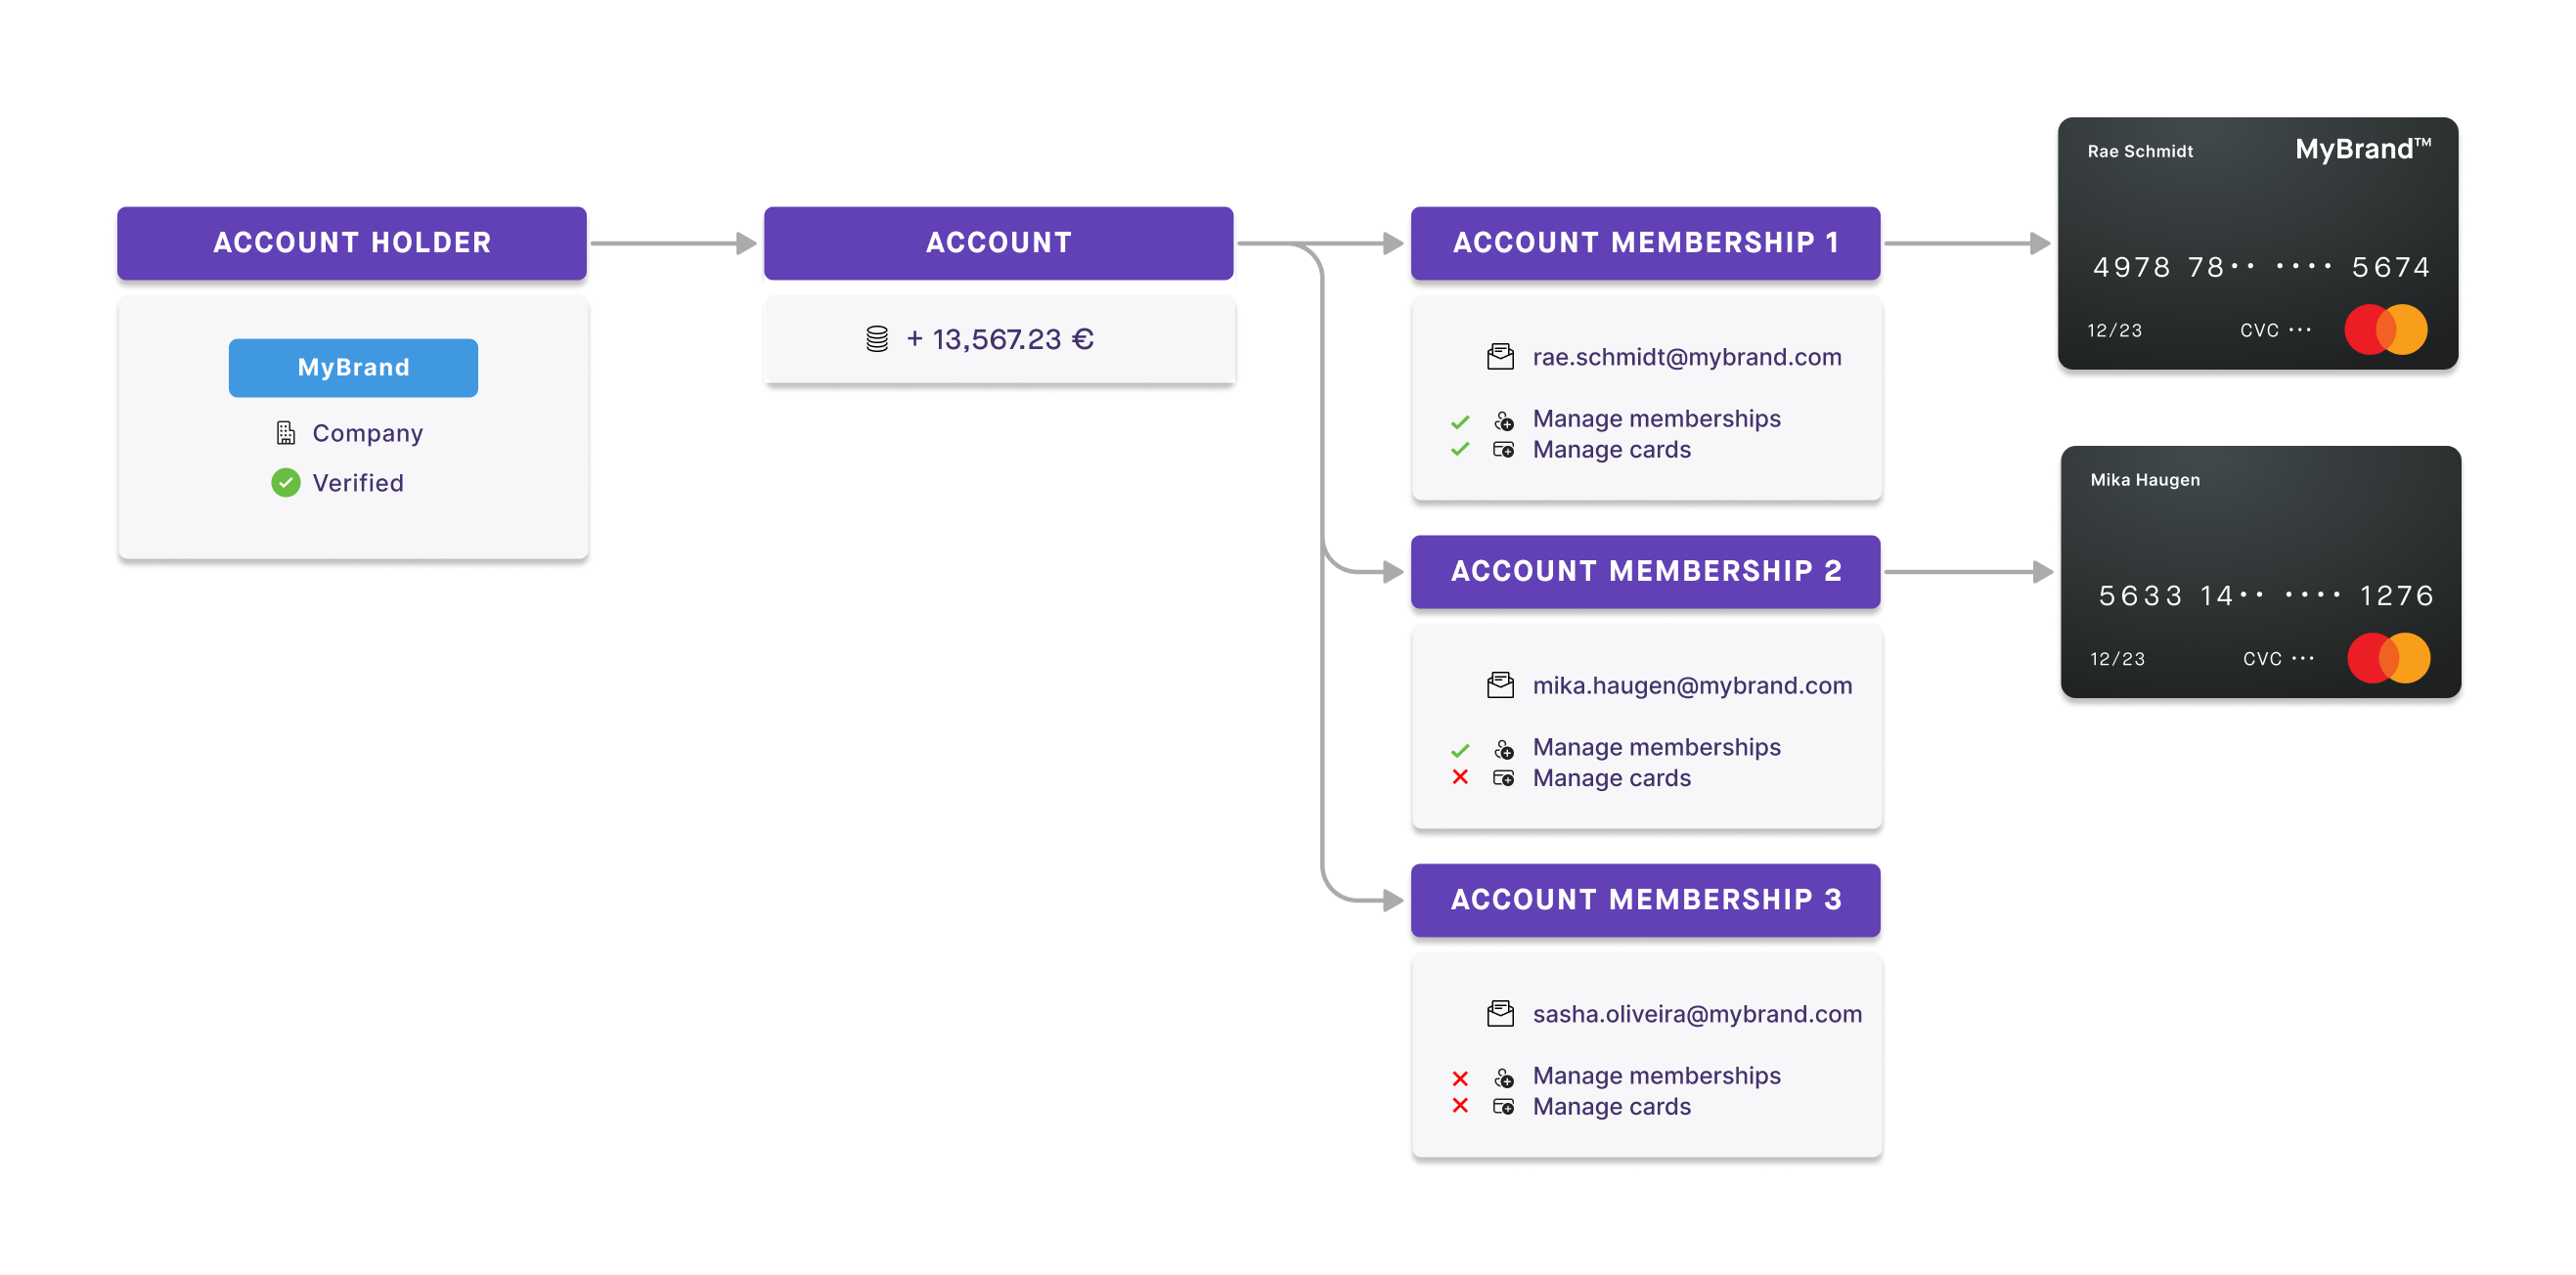 ACCOUNT HOLDER
MyBrand
Company
Verified
ACCOUNT
+ 13,567.23 €
ACCOUNT MEMBERSHIP 1
rae.schmidt@mybrand.com
Manage memberships
Manage cards
Rae Schmidt
MyBrand™
4978 78•• •••• 5674
12/23
CVC •••
ACCOUNT MEMBERSHIP 2
mika.haugen@mybrand.com
Manage memberships
Manage cards
Mika Haugen
5633 14•• •••• 1276
12/23
CVC •••
ACCOUNT MEMBERSHIP 3
sasha.oliveira@mybrand.com
Manage memberships
Manage cards